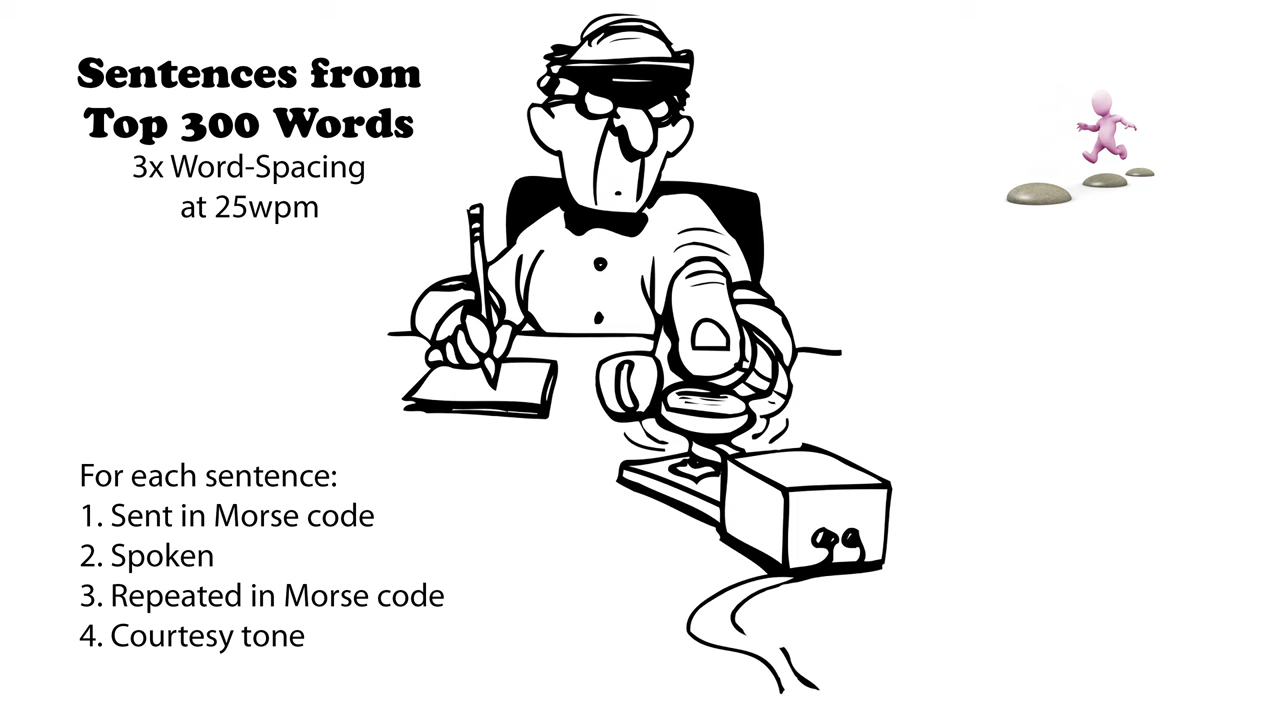 Sentences from
Top 300 Words
3x Word-Spacing
at 25wpm
For each sentence:
1. Sent in Morse code
2. Spoken
3. Repeated in Morse code
4. Courtesy tone